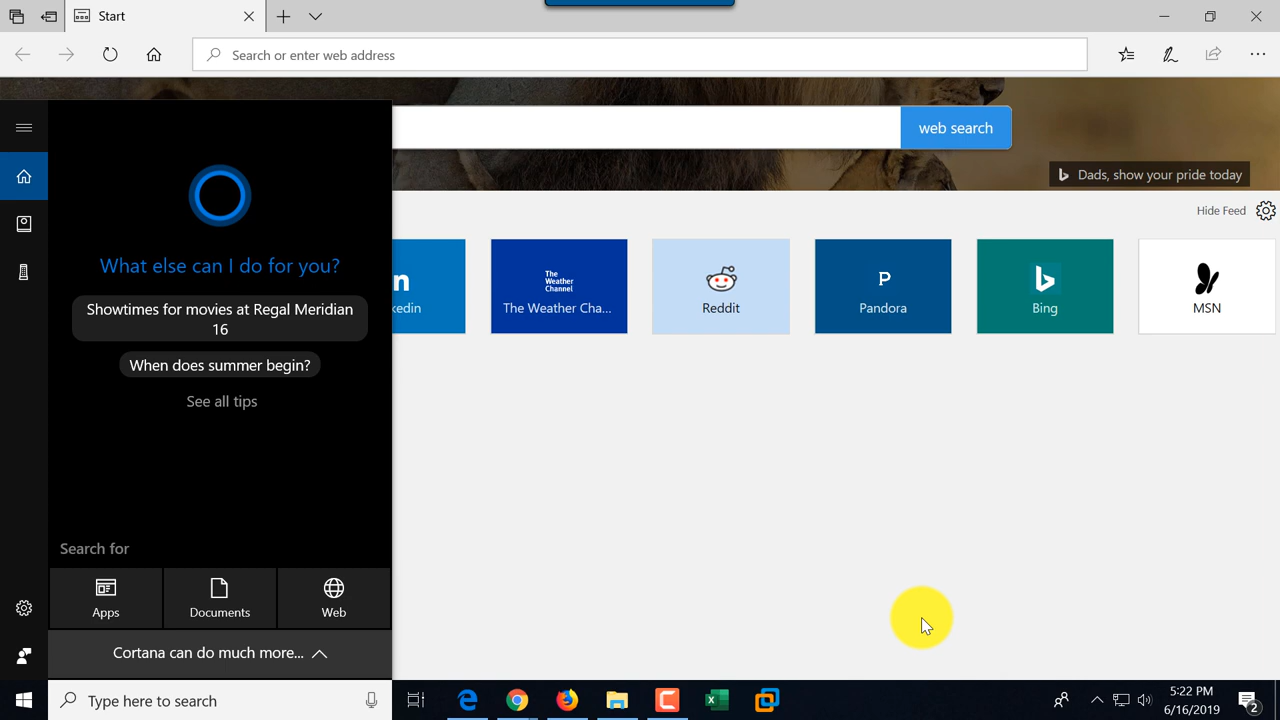 Start
Search or enter web address
web search
Dads, show your pride today
Hide Feed
What else can I do for you?
Showtimes for movies at Regal Meridian
16
When does summer begin?
See all tips
n
kedin
The
Weather
Channel
The Weather Cha...
Reddit
P
Pandora
Bing
MSN
Search for
Apps
Documents
Web
Cortana can do much more...
Type here to search
5:22 PM
6/16/2019
2